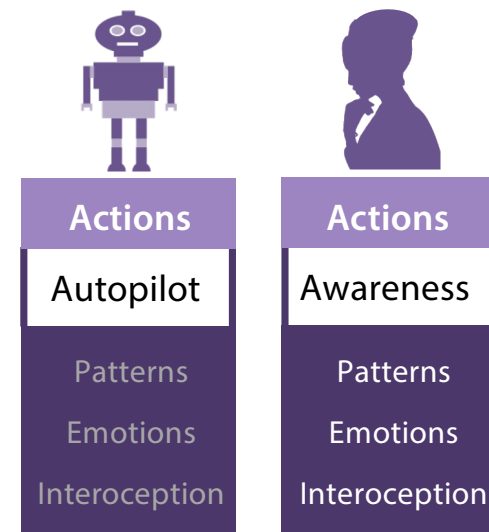 Actions
Autopilot
Patterns
Emotions
Interoception
Actions
Awareness
Patterns
Emotions
Interoception